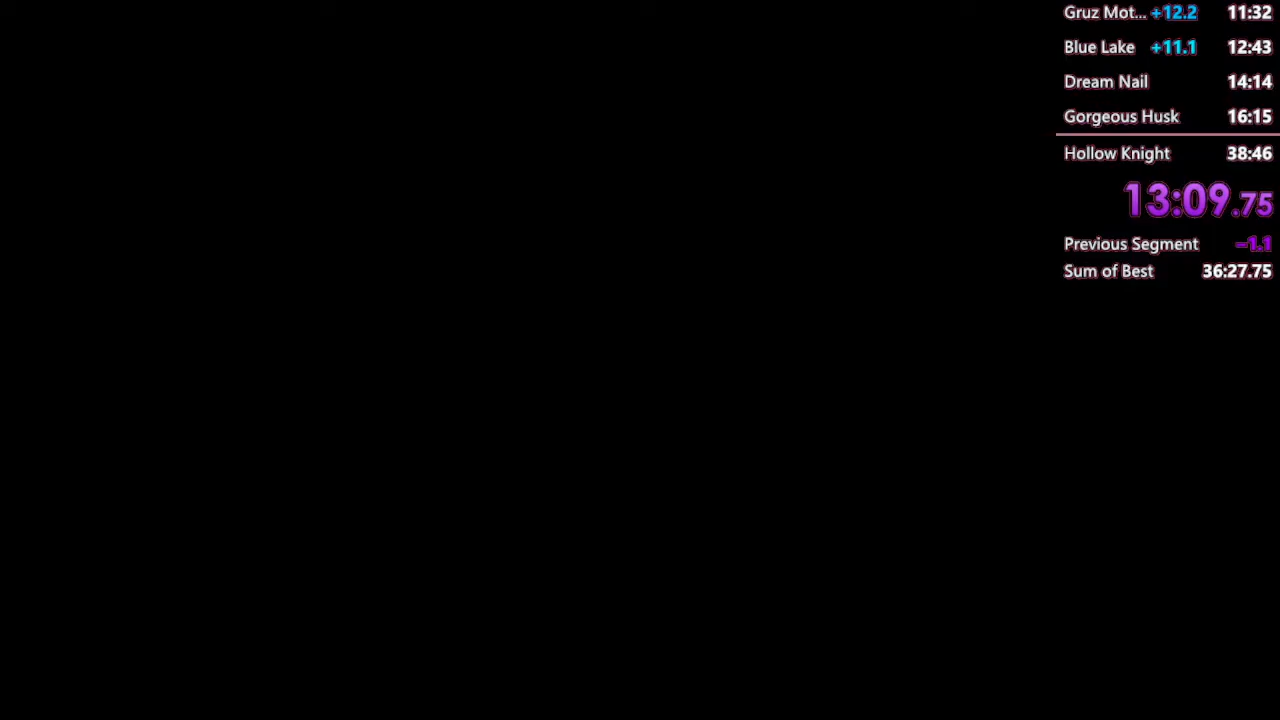 Gruz Mot... +12.2 11:32
Blue Lake +11.1 12:43
Dream Nail 14:14
Gorgeous Husk 16:15
Hollow Knight 38:46
13:09.75
Previous Segment -1.1
Sum of Best 36:27.75